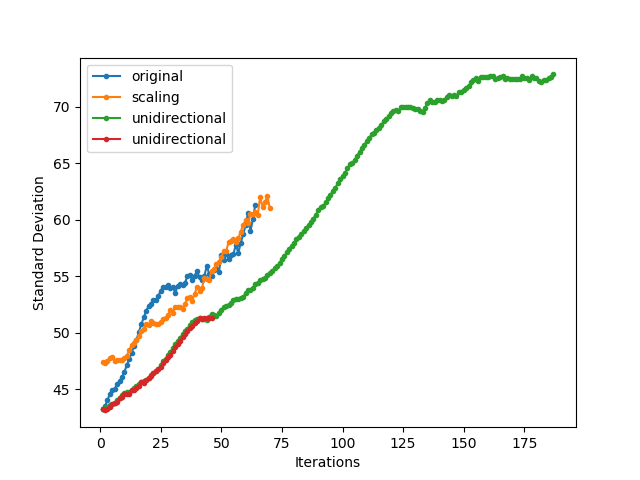 original
scaling
unidirectional
unidirectional
70
65
60
55
50
45
Standard Deviation
0 25 50 75 100 125 150 175
Iterations